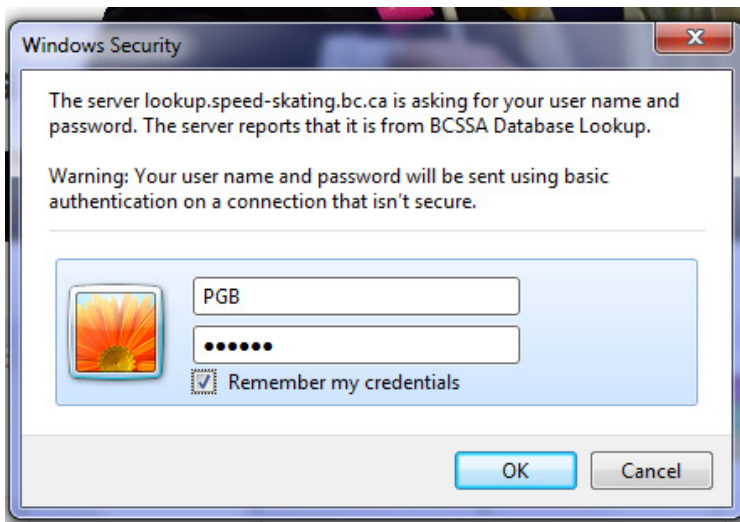 Windows Security
The server lookup.speed-skating.bc.ca is asking for your user name and
password. The server reports that it is from BCSSA Database Lookup.
Warning: Your user name and password will be sent using basic
authentication on a connection that isn't secure.
PGB
●●●●●●
Remember my credentials
OK
Cancel